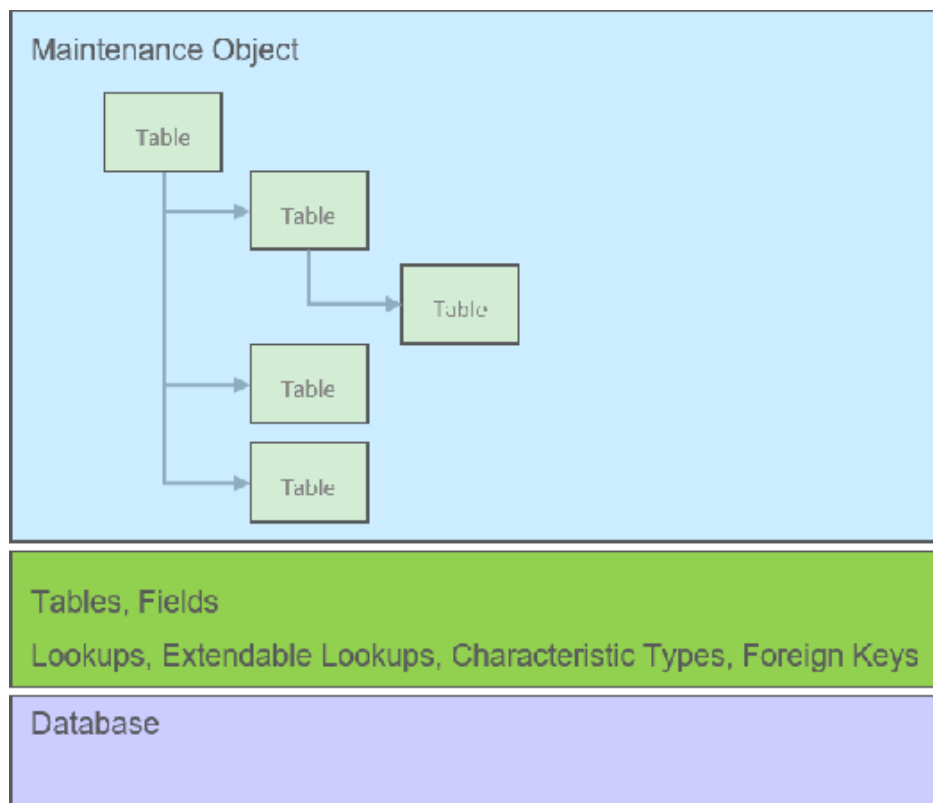 Maintenance Object
Table
Table
Table
Table
Table
Tables, Fields
Lookups, Extendable Lookups, Characteristic Types, Foreign Keys
Database